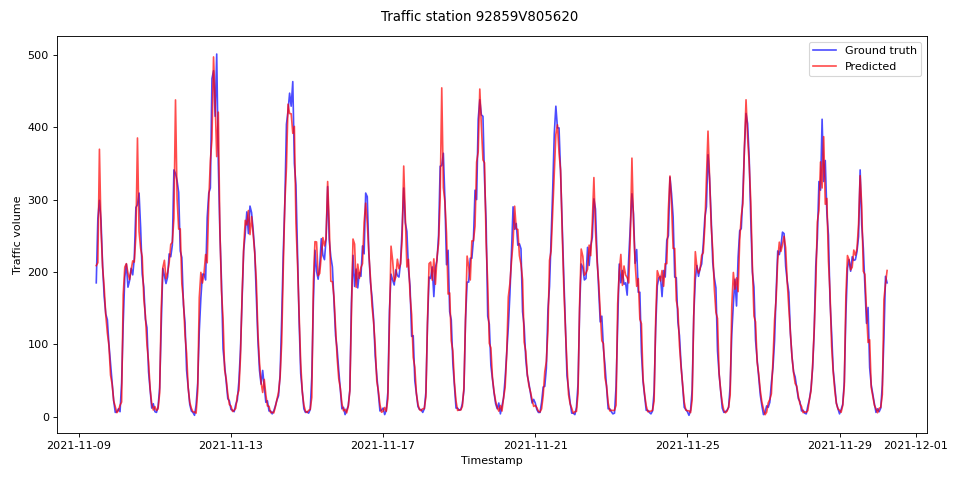 Traffic station 92859V805620
Ground truth
Predicted
500
400
300
200
100
0
Traffic volume
2021-11-09
2021-11-13
2021-11-17
2021-11-21
2021-11-25
2021-11-29
2021-12-01
Timestamp